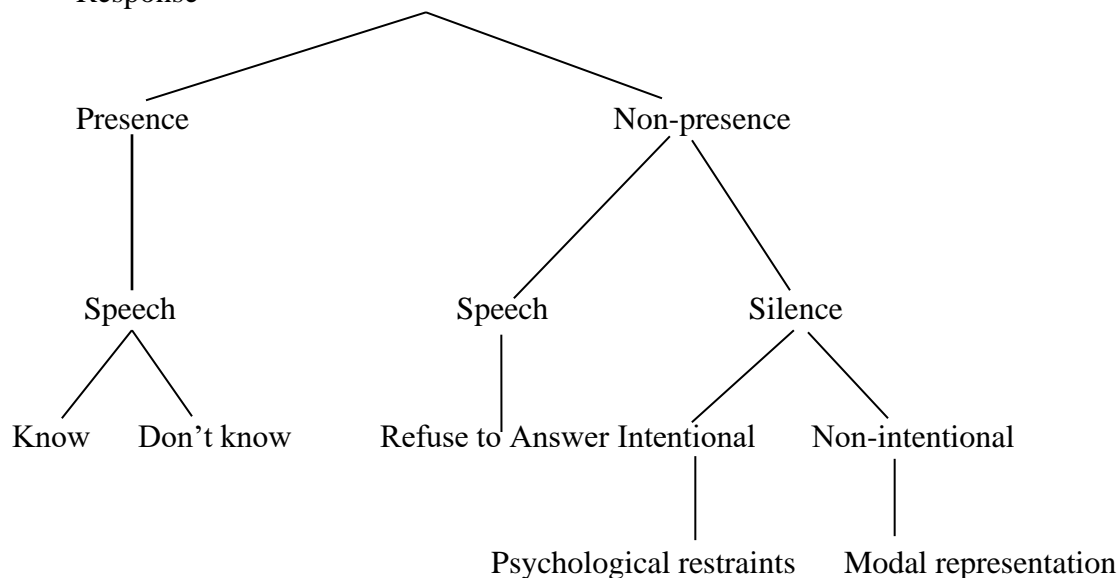 Response
Presence Non-presence
Speech Speech Silence
Know Don’t know Refuse to Answer Intentional Non-intentional
Psychological restraints Modal representation